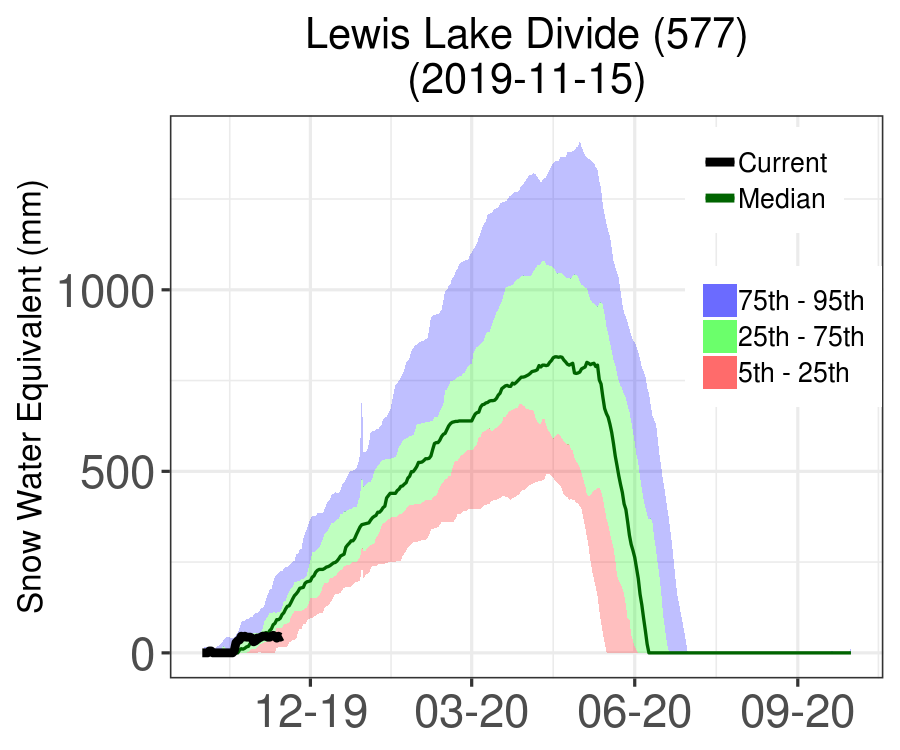 Lewis Lake Divide (577)
(2019-11-15)
Snow Water Equivalent (mm)
1000
500
0
12-19
03-20
06-20
09-20
Current
Median
75th - 95th
25th - 75th
5th - 25th